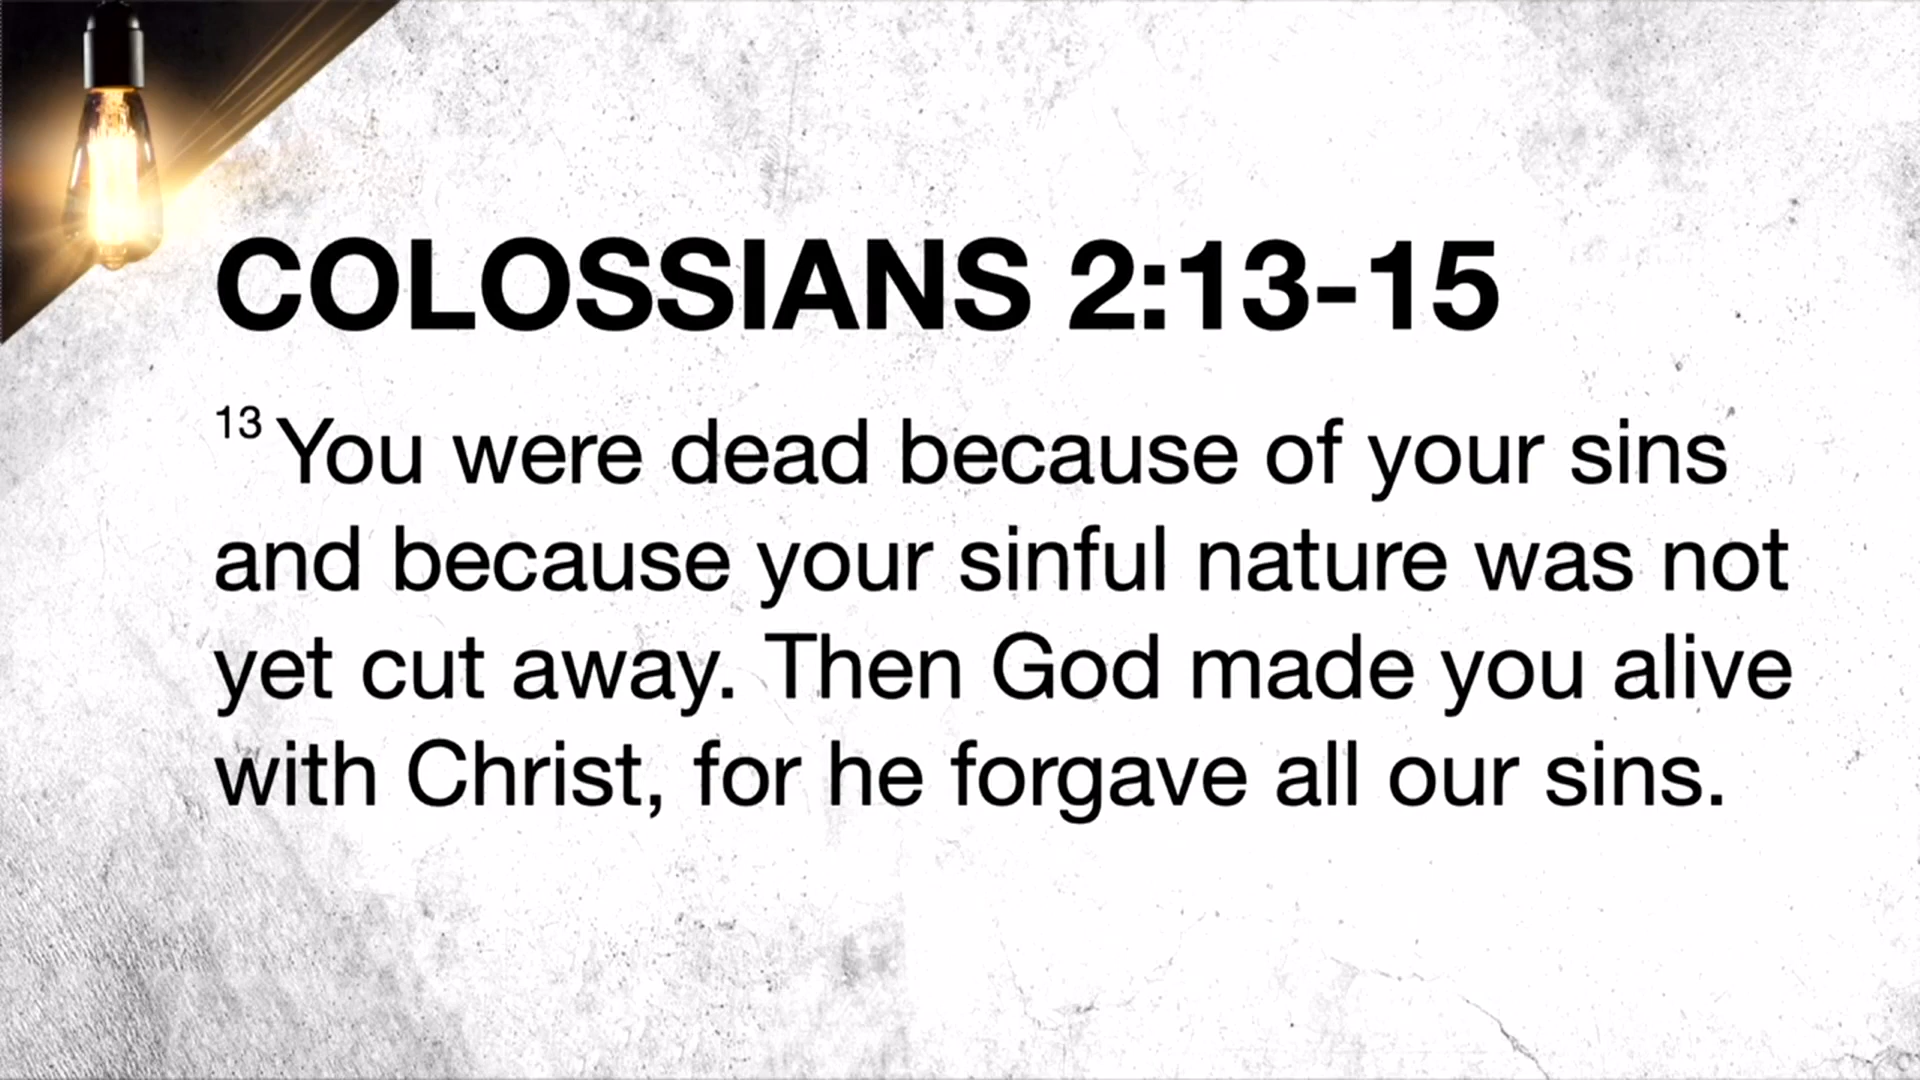 COLOSSIANS 2:13-15
13 You were dead because of your sins
and because your sinful nature was not
yet cut away. Then God made you alive
with Christ, for he forgave all our sins.